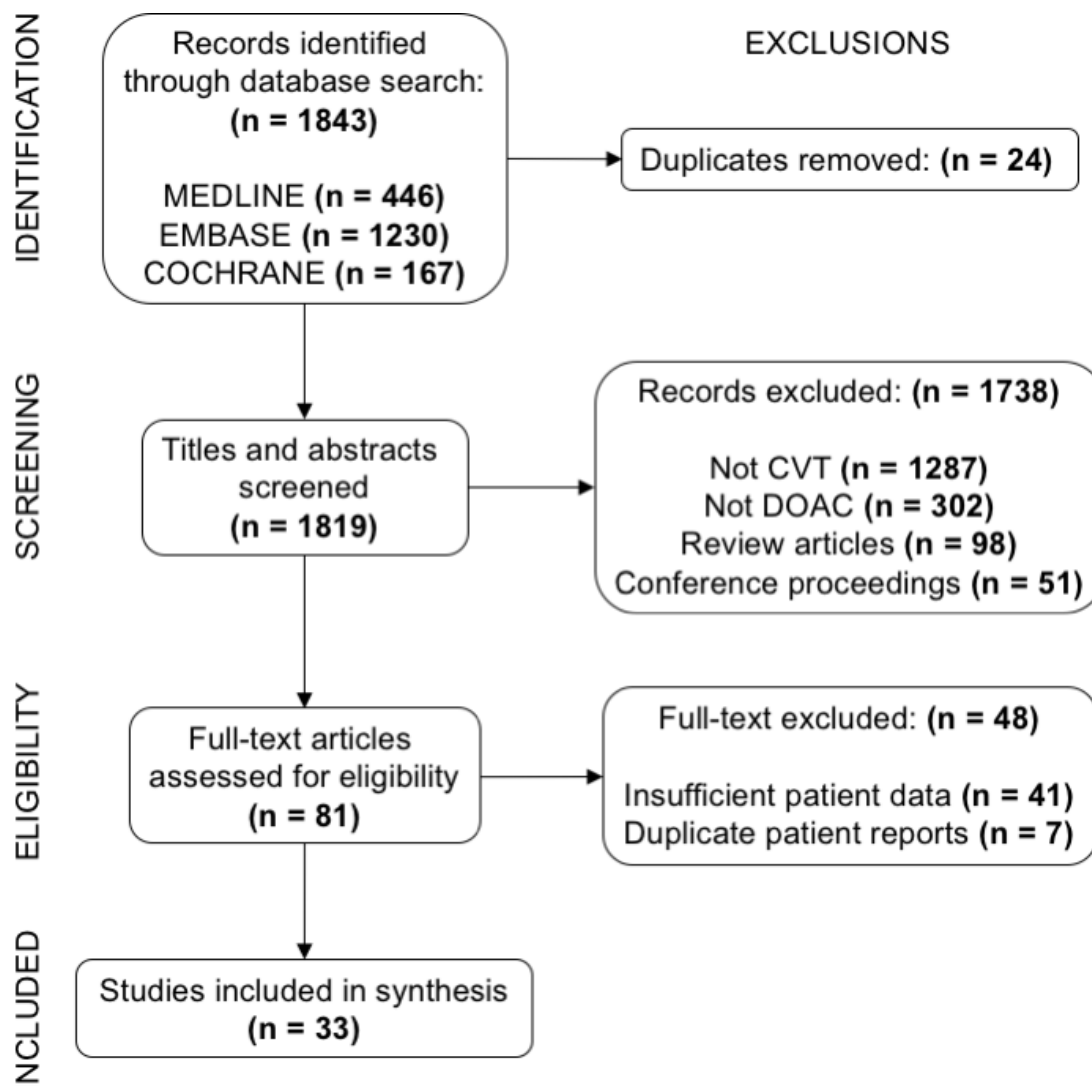 IDENTIFICATION
Records identified
through database search:
(n = 1843)
MEDLINE (n = 446)
EMBASE (n = 1230)
COCHRANE (n = 167)
EXCLUSIONS
Duplicates removed: (n = 24)
SCREENING
Titles and abstracts
screened
(n = 1819)
Records excluded: (n = 1738)
Not CVT (n = 1287)
Not DOAC (n = 302)
Review articles (n = 98)
Conference proceedings (n = 51)
ELIGIBILITY
Full-text articles
assessed for eligibility
(n = 81)
Full-text excluded: (n = 48)
Insufficient patient data (n = 41)
Duplicate patient reports (n = 7)
NCLUDED
Studies included in synthesis
(n = 33)